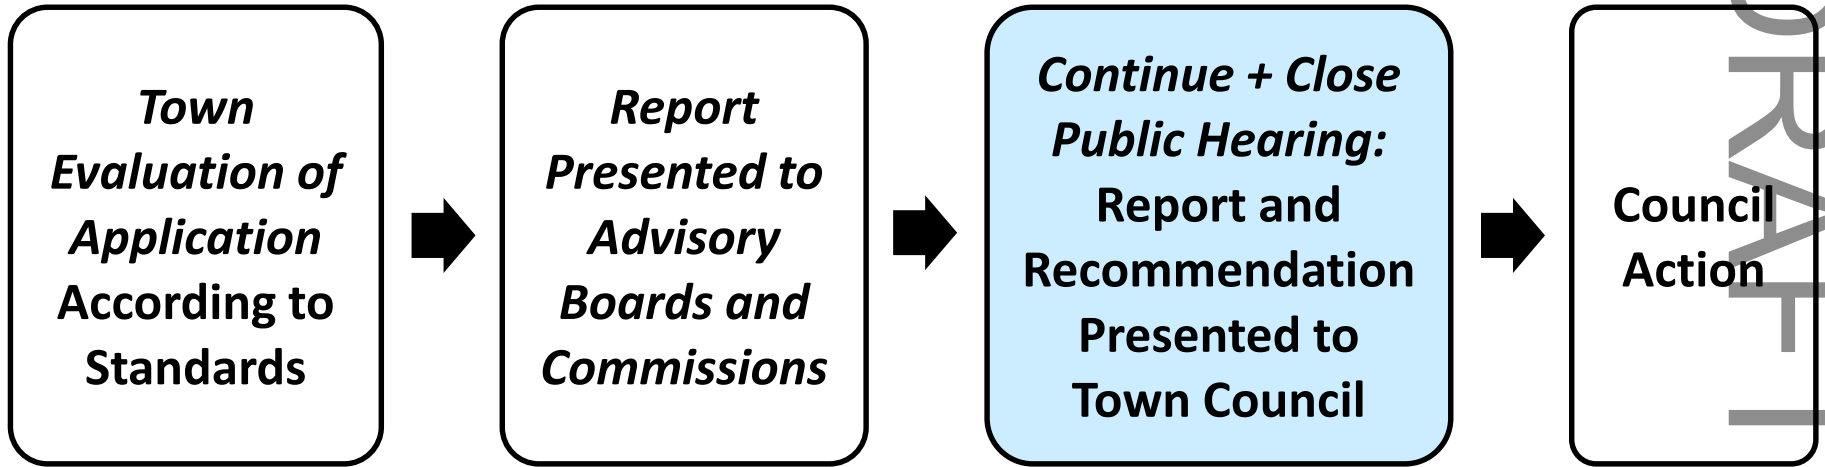 Town
Evaluation of
Application
According to
Standards
Report
Presented to
Advisory
Boards and
Commissions
Continue + Close
Public Hearing:
Report and
Recommendation
Presented to
Town Council
Council
Action
DRAFT